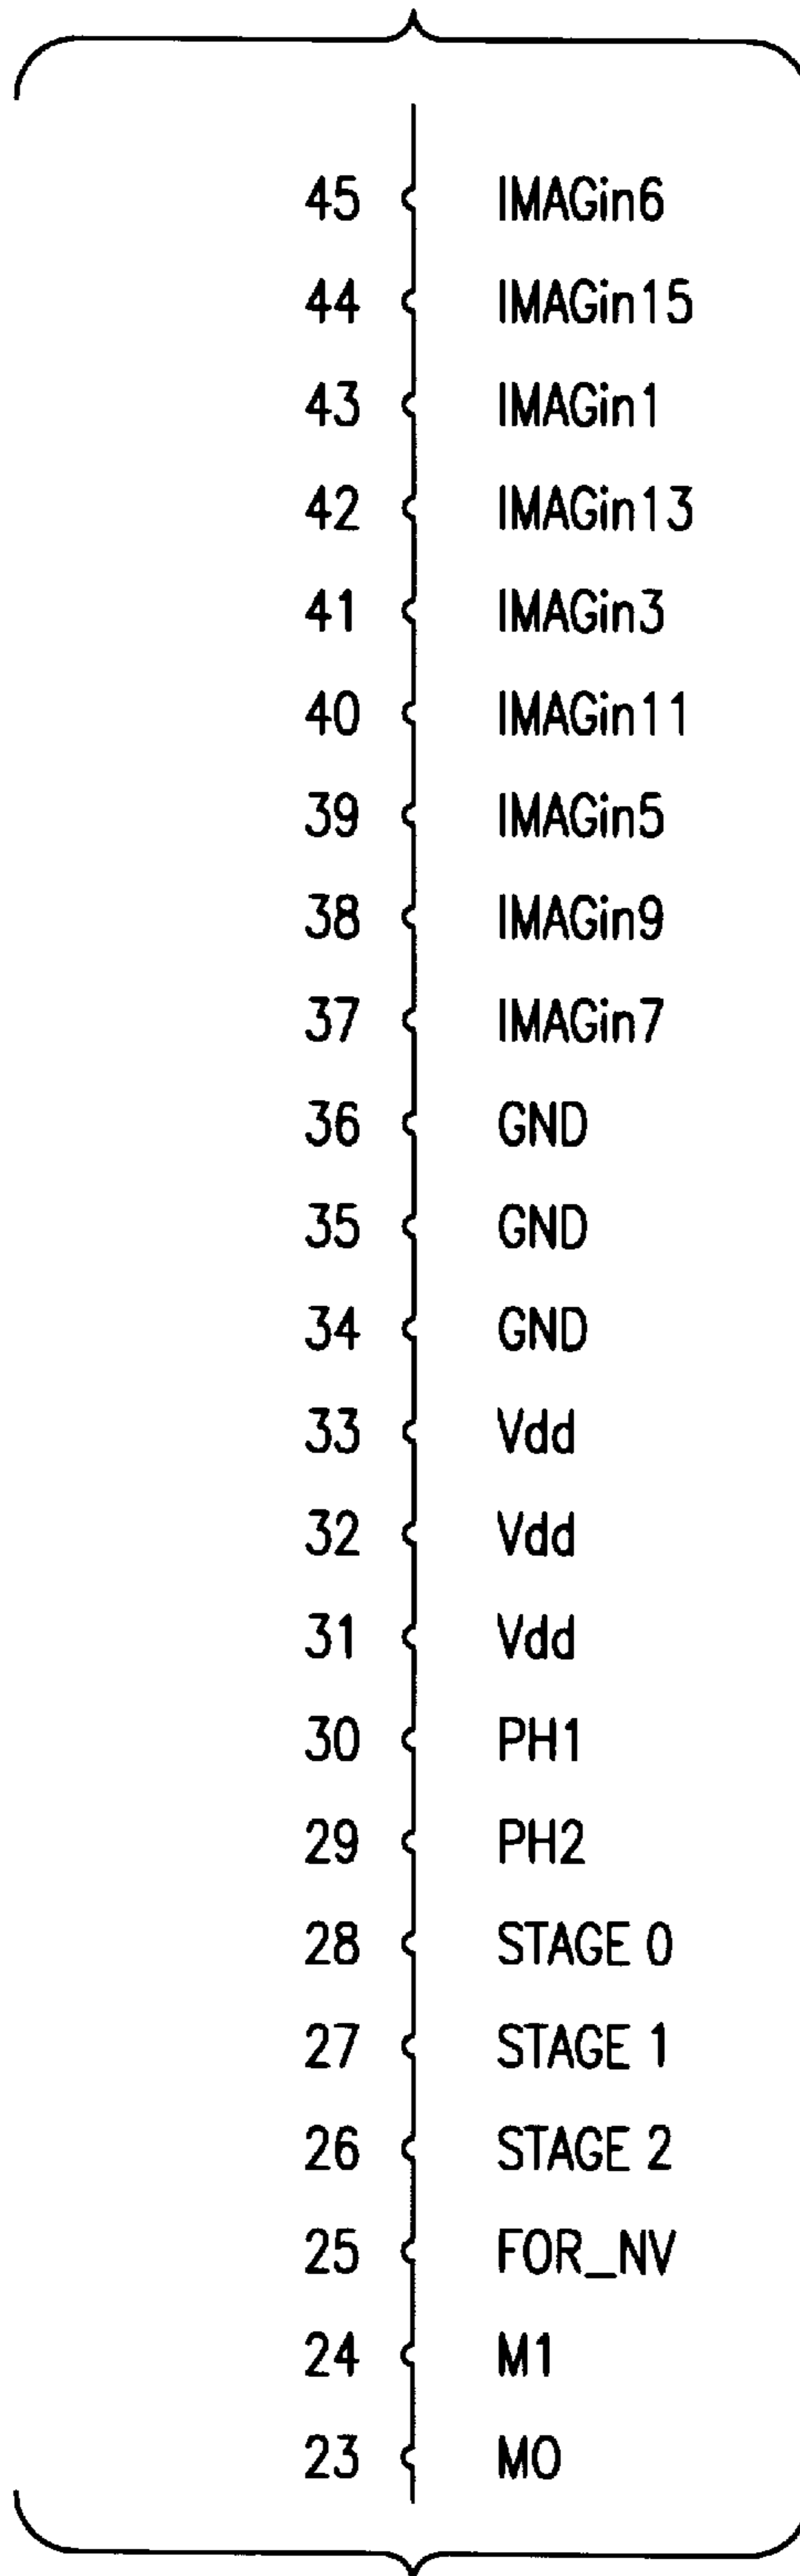 45 IMAGin6
44 IMAGin15
43 IMAGin1
42 IMAGin13
41 IMAGin3
40 IMAGin11
39 IMAGin5
38 IMAGin9
37 IMAGin7
36 GND
35 GND
34 GND
33 Vdd
32 Vdd
31 Vdd
30 PH1
29 PH2
28 STAGE 0
27 STAGE 1
26 STAGE 2
25 FOR_NV
24 M1
23 M0